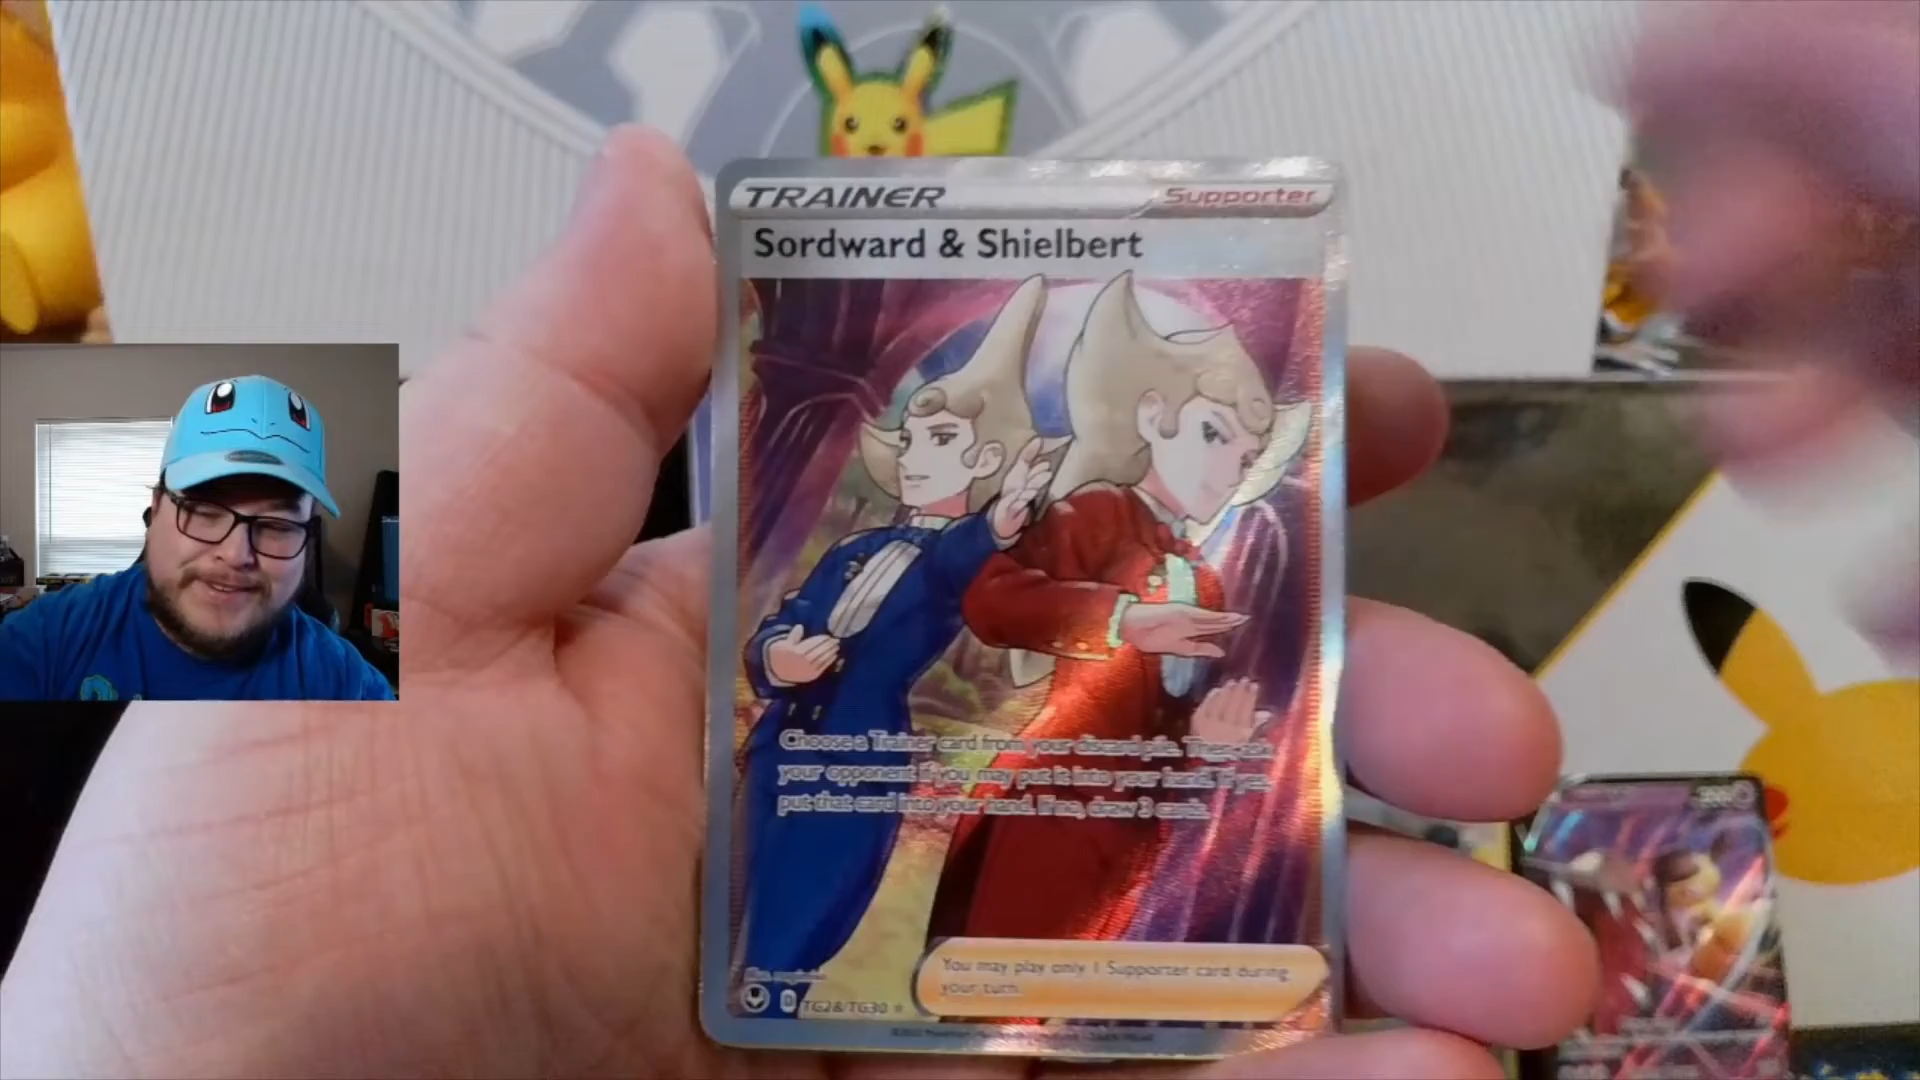 TRAINER
Supporter
Sordward & Shielbert
Choose a Trainer card from your discard pile. Then, ask
your opponent if you may put it into your hand. If yes,
put that card into your hand. If no, draw 3 cards.
You may play only 1 Supporter card during
your turn.
D
TG28/TG30